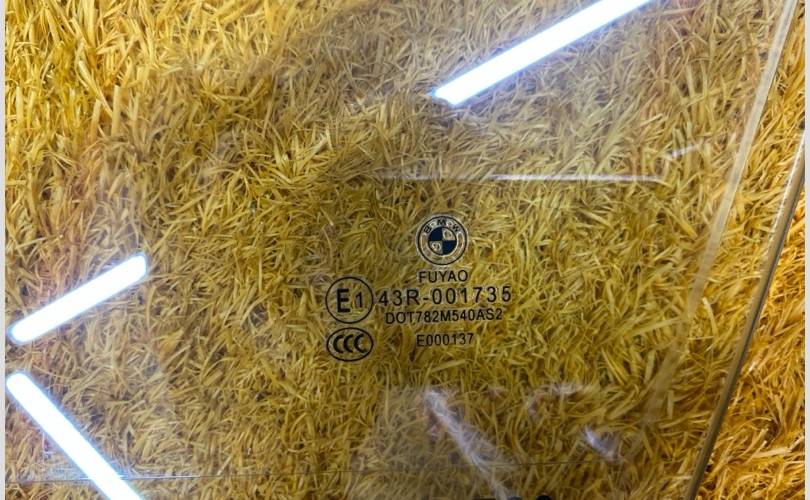 BMW
FUYAO
E1 43R-001735
DOT782M540AS2
CCC E000137